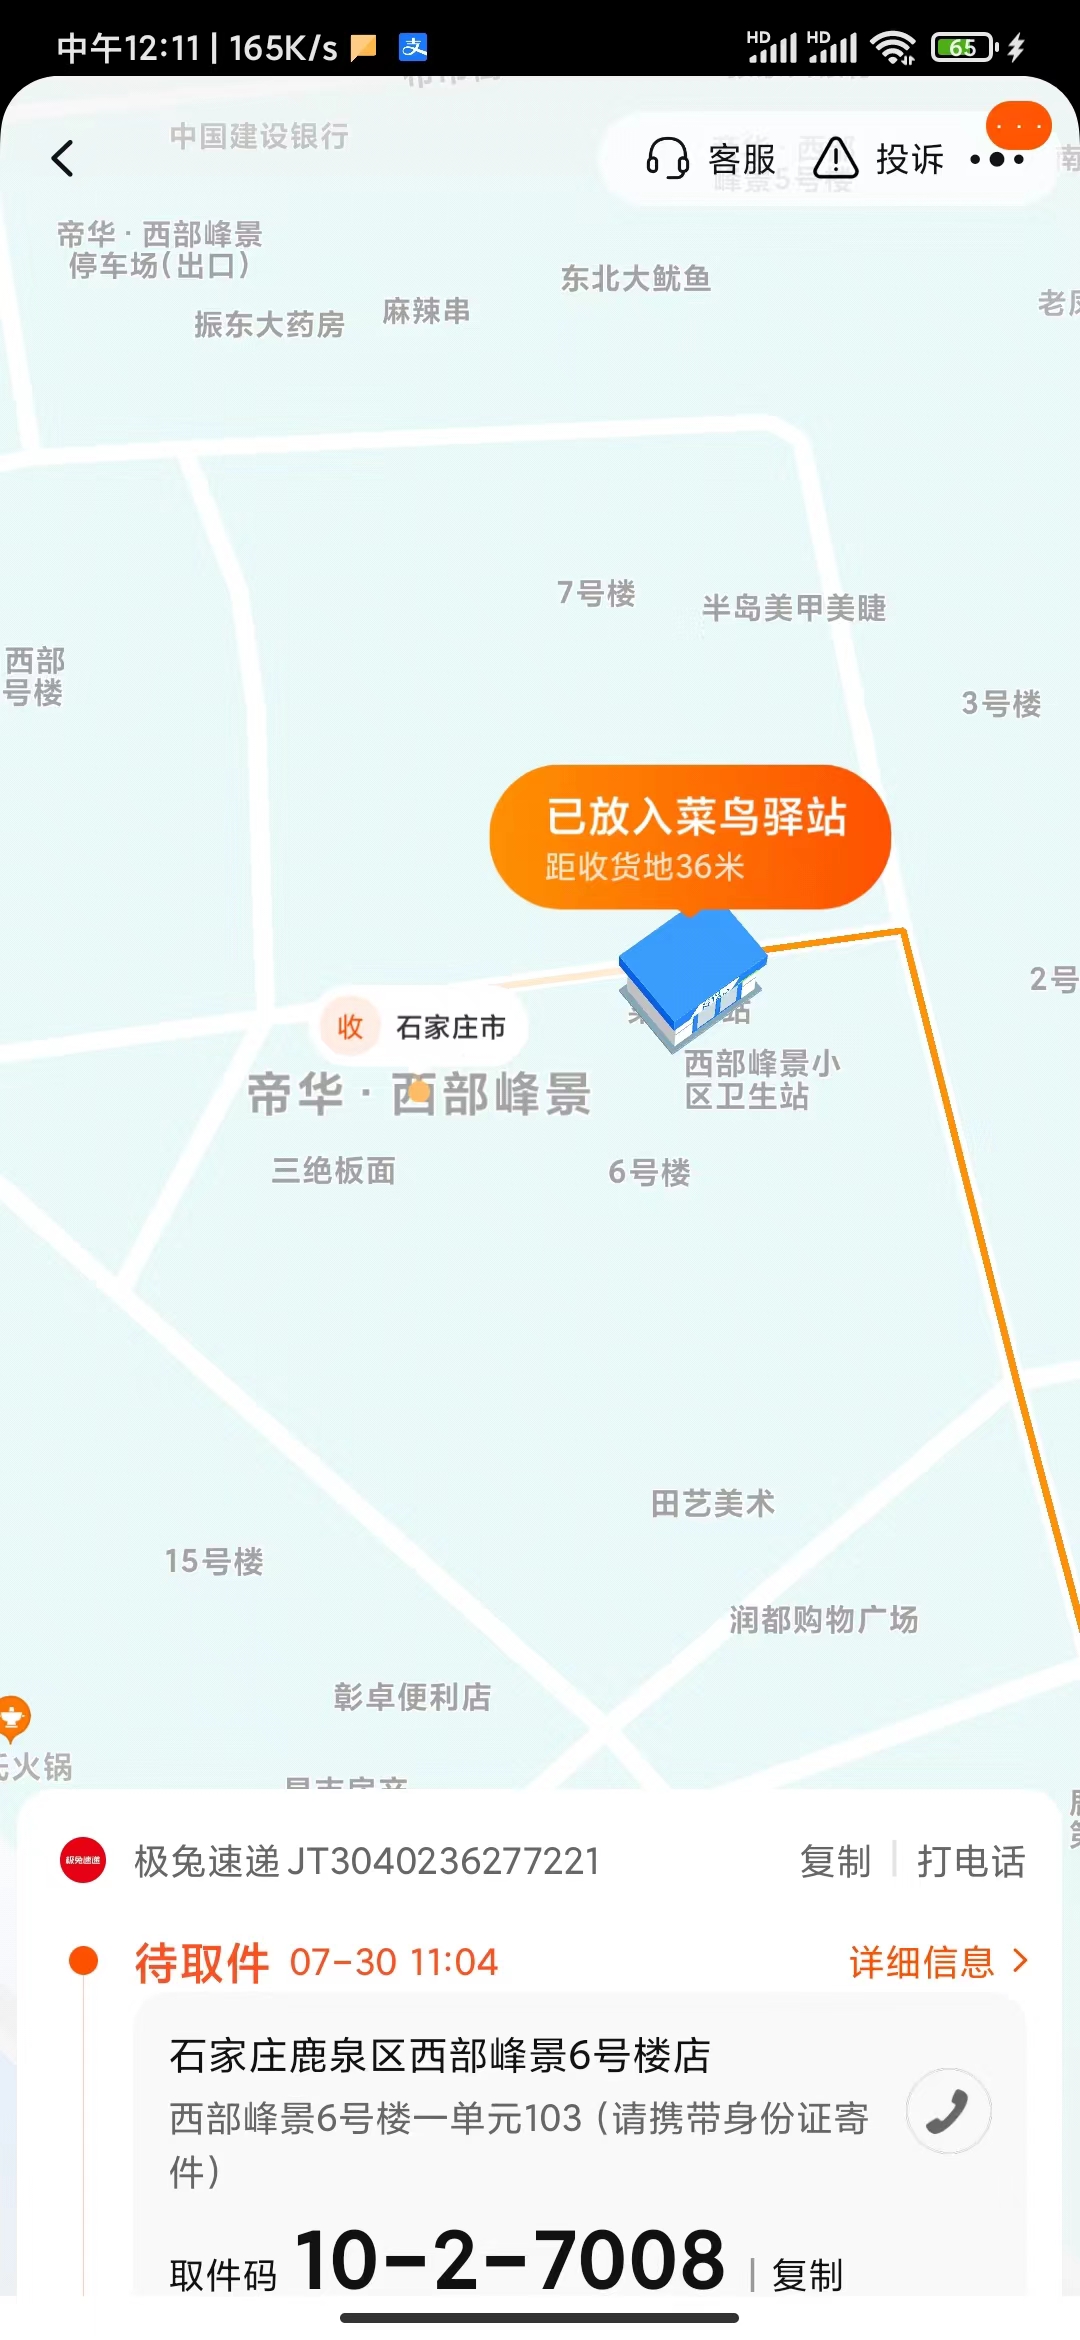 中午12:11 | 165K/s
HD HD 65
中国建设银行
客服
投诉
帝华·西部峰景
停车场(出口)
东北大鱿鱼
振东大药房
麻辣串
7号楼
半岛美甲美睫
西部
号楼
3号楼
已放入菜鸟驿站
距收货地36米
2号
收 石家庄市
站
帝华·西部峰景
西部峰景小
区卫生站
三绝板面
6号楼
田艺美术
15号楼
润都购物广场
彰卓便利店
火锅
极兔速递
极兔速递 JT3040236277221
复制
打电话
待取件 07-30 11:04
详细信息
石家庄鹿泉区西部峰景6号楼店
西部峰景6号楼一单元103 (请携带身份证寄
件)
取件码 10-2-7008 | 复制